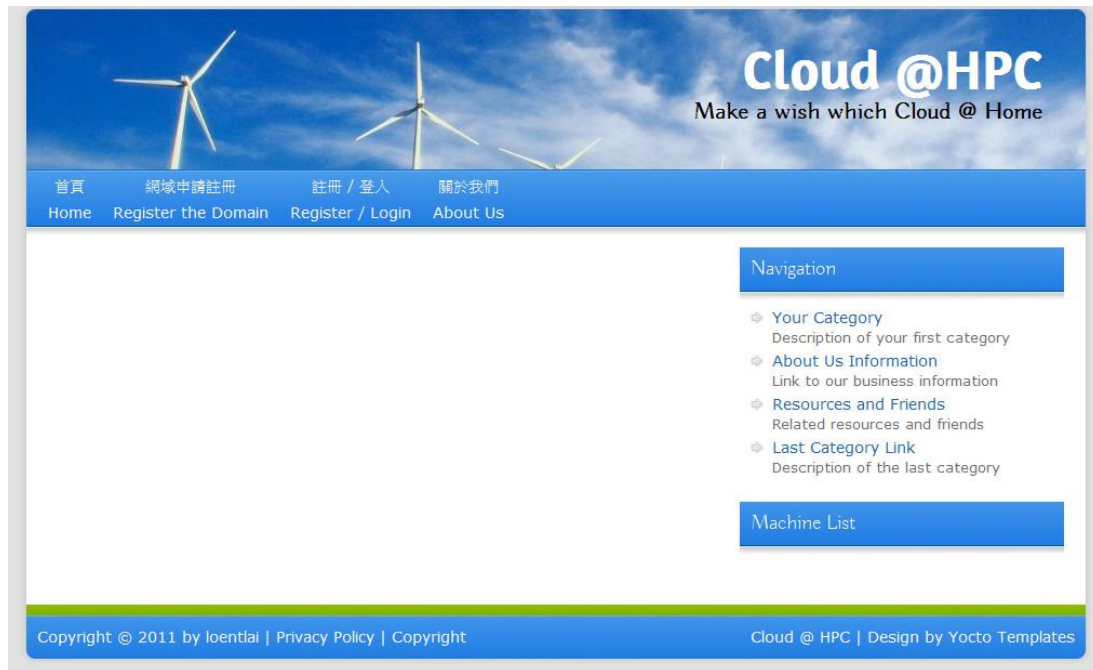 Cloud @HPC
Make a wish which Cloud @ Home
首頁 網域申請註冊 註冊 / 登入 關於我們
Home Register the Domain Register / Login About Us
Navigation
Your Category
Description of your first category
About Us Information
Link to our business information
Resources and Friends
Related resources and friends
Last Category Link
Description of the last category
Machine List
Copyright © 2011 by loentlai | Privacy Policy | Copyright
Cloud @ HPC | Design by Yocto Templates